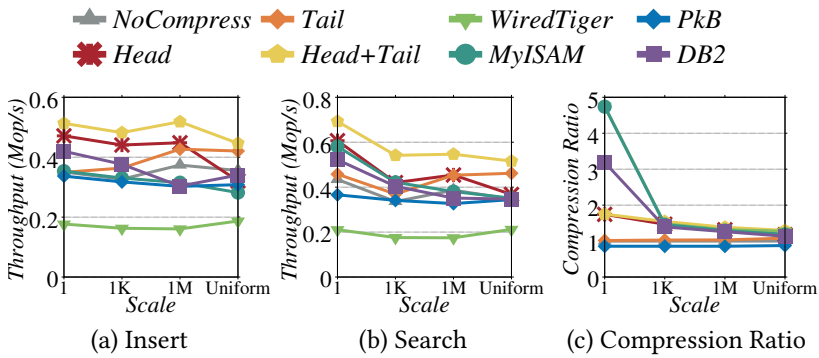 NoCompress Tail WiredTiger PkB
Head Head+Tail MyISAM DB2
Throughput (Mop/s)
0.6
0.4
0.2
0
1 1K 1M Uniform
Scale
(a) Insert
Throughput (Mop/s)
0.8
0.6
0.4
0.2
0
1 1K 1M Uniform
Scale
(b) Search
Compression Ratio
5
4
3
2
1
0
1 1K 1M Uniform
Scale
(c) Compression Ratio